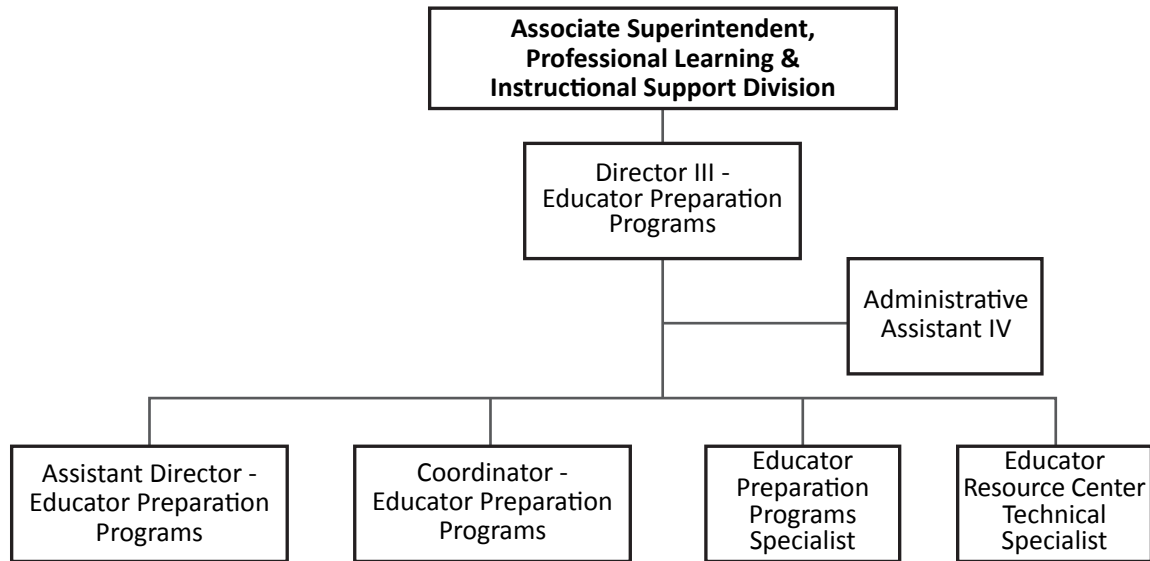 Associate Superintendent,
Professional Learning &
Instructional Support Division
Director III -
Educator Preparation
Programs
Administrative
Assistant IV
Assistant Director -
Educator Preparation
Programs
Coordinator -
Educator Preparation
Programs
Educator
Preparation
Programs
Specialist
Educator
Resource Center
Technical
Specialist